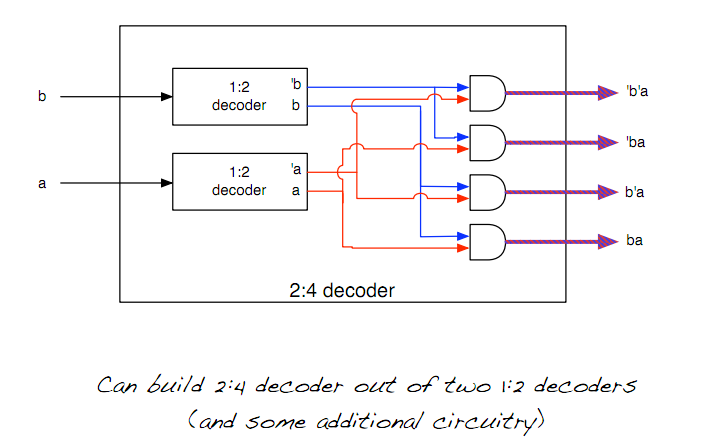 b
1:2
decoder
'b
b
a
1:2
decoder
'a
a
'b'a
'ba
b'a
ba
2:4 decoder
Can build 2:4 decoder out of two 1:2 decoders
(and some additional circuitry)